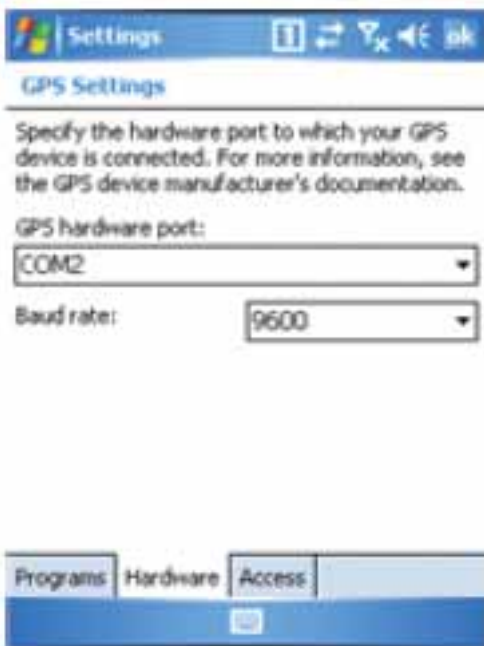 Settings
1
ok
GPS Settings
Specify the hardware port to which your GPS
device is connected. For more information, see
the GPS device manufacturer's documentation.
GPS hardware port:
COM2
Baud rate: 9600
Programs Hardware Access